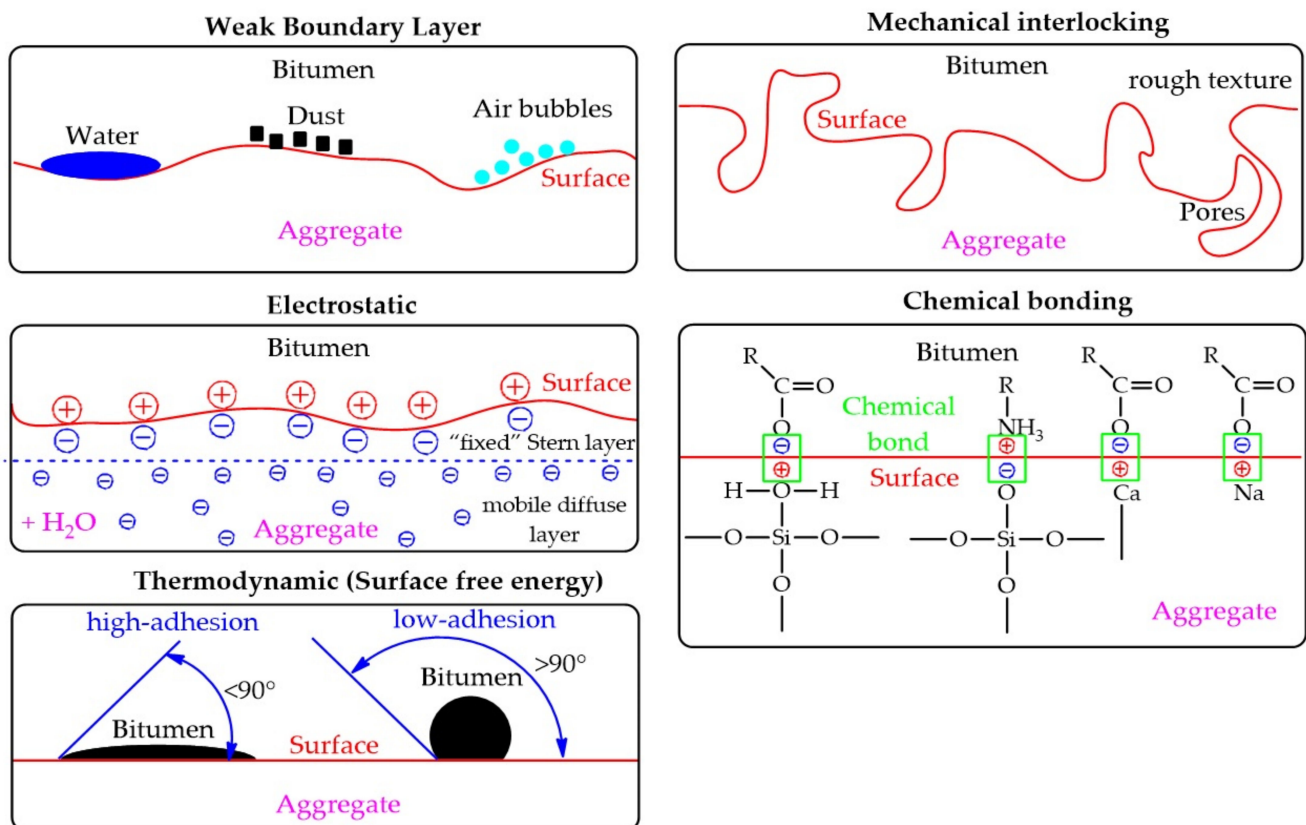 Weak Boundary Layer
Bitumen
Dust
Water
Air bubbles
Surface
Aggregate
Mechanical interlocking
Bitumen
rough texture
Surface
Pores
Aggregate
Electrostatic
Bitumen
+ + + + + + +
Surface
− − − − − − −
"fixed" Stern layer
− − − − − − − − − −
mobile diffuse
layer
+ H₂O
Aggregate
− − − − − −
Chemical bonding
Bitumen
R R R R
C=O C=O C=O
Chemical
bond
O NH₃ O O
− + − −
Surface
+ − + +
H—O—H O Ca Na
—O—Si—O— —O—Si—O—
O O
Aggregate
Thermodynamic (Surface free energy)
high-adhesion
low-adhesion
<90°
>90°
Bitumen
Bitumen
Surface
Aggregate